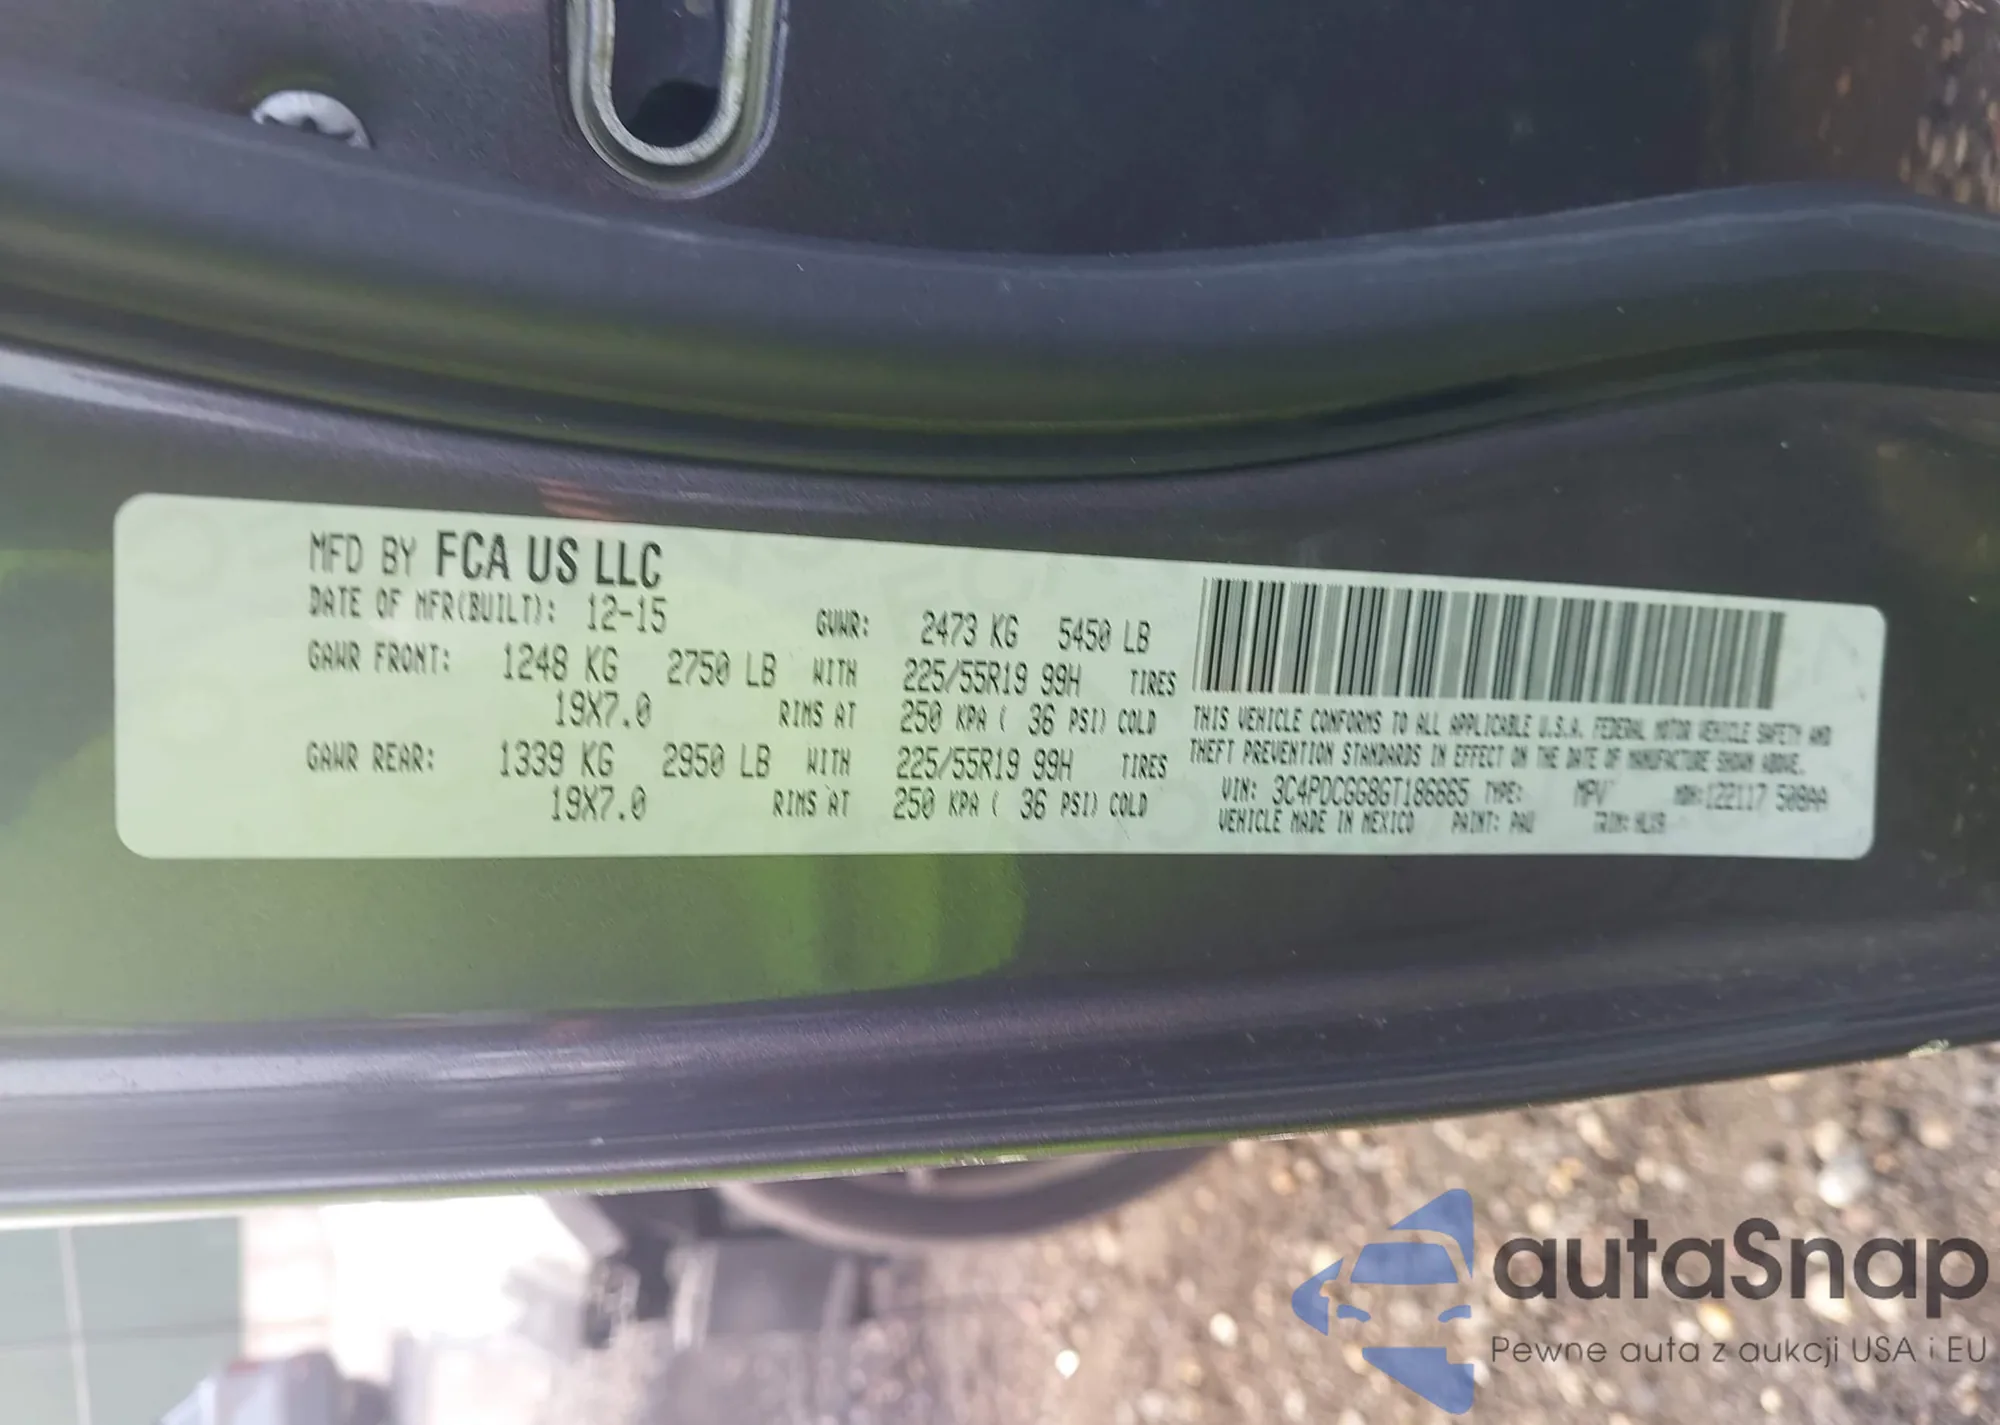 MFD BY FCA US LLC
DATE OF MFR(BUILT): 12-15 GVWR: 2473 KG 5450 LB
GAWR FRONT: 1248 KG 2750 LB WITH 225/55R19 99H TIRES
19X7.0 RIMS AT 250 KPA ( 36 PSI) COLD
GAWR REAR: 1339 KG 2950 LB WITH 225/55R19 99H TIRES
19X7.0 RIMS AT 250 KPA ( 36 PSI) COLD
THIS VEHICLE CONFORMS TO ALL APPLICABLE U.S.A. FEDERAL MOTOR VEHICLE SAFETY AND
THEFT PREVENTION STANDARDS IN EFFECT ON THE DATE OF MANUFACTURE SHOWN ABOVE.
VIN: 3C4PDCGG8GT186665 TYPE: MPV MDH:122117 508AA
VEHICLE MADE IN MEXICO PAINT: PAU TRIM:
autaSnap
Pewne auta z aukcji USA i EU